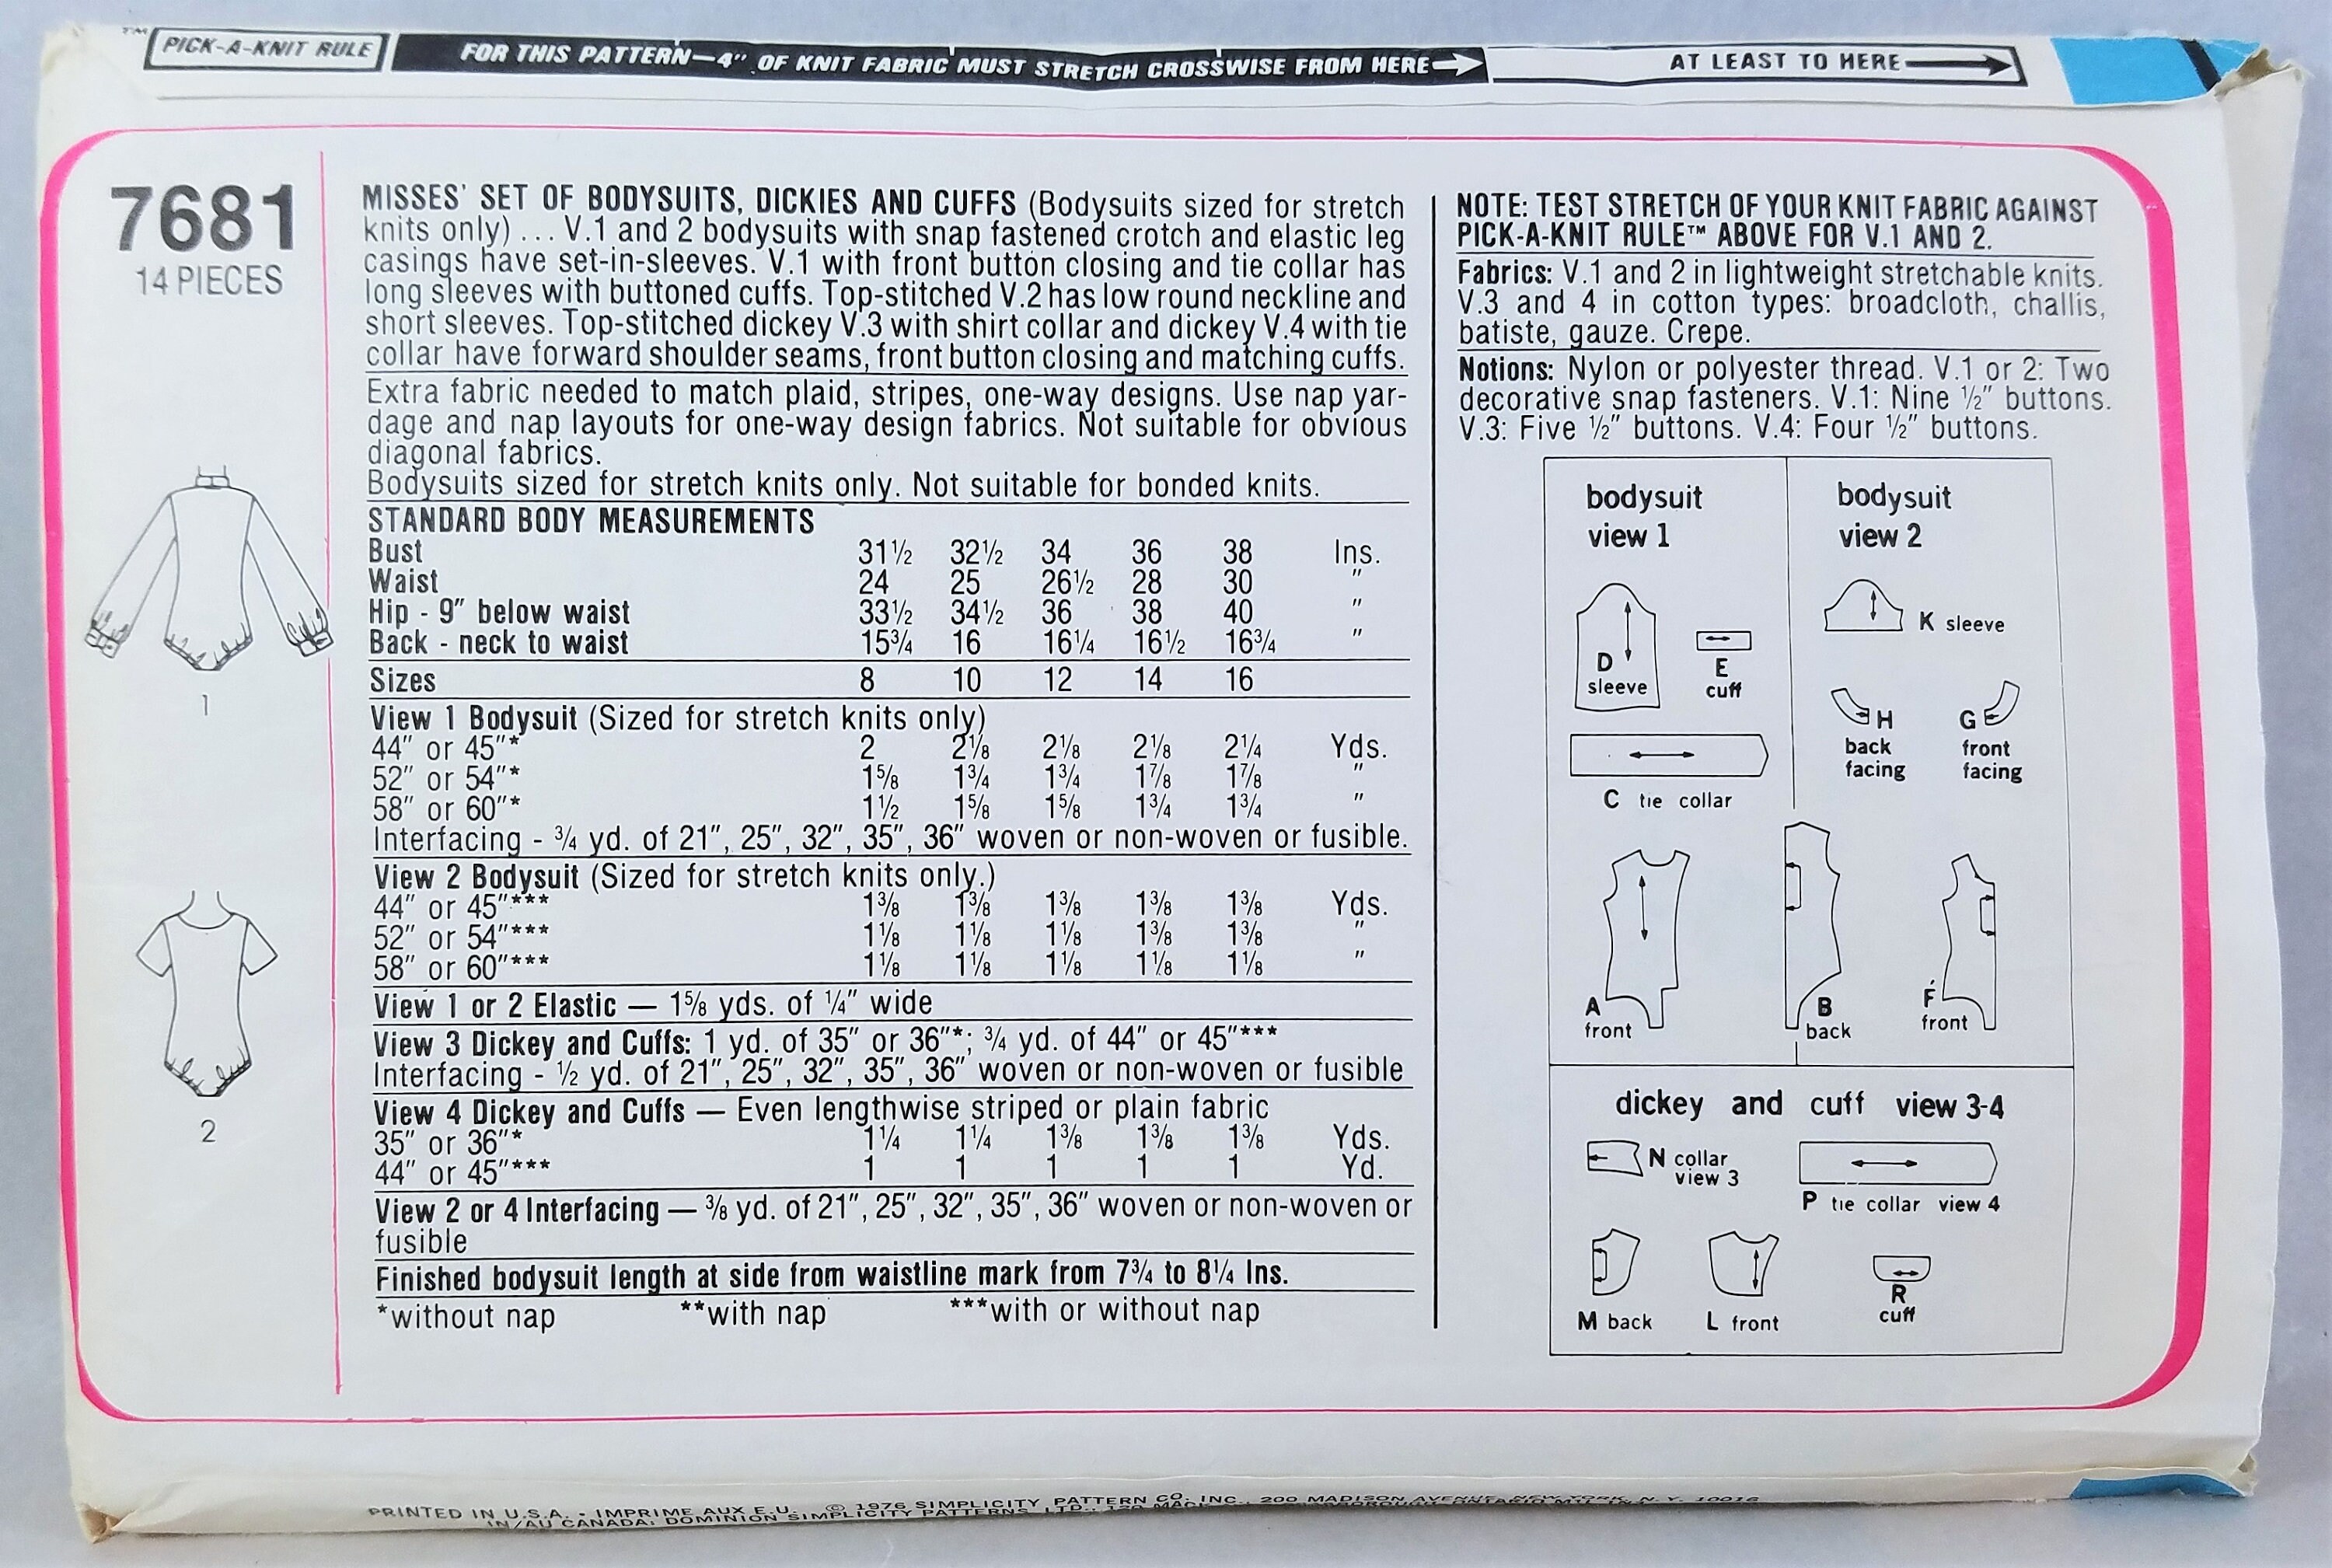 ™ PICK-A-KNIT RULE FOR THIS PATTERN—4" OF KNIT FABRIC MUST STRETCH CROSSWISE FROM HERE AT LEAST TO HERE
7681
14 PIECES
1
2
MISSES' SET OF BODYSUITS, DICKIES AND CUFFS (Bodysuits sized for stretch
knits only) ... V.1 and 2 bodysuits with snap fastened crotch and elastic leg
casings have set-in-sleeves. V.1 with front button closing and tie collar has
long sleeves with buttoned cuffs. Top-stitched V.2 has low round neckline and
short sleeves. Top-stitched dickey V.3 with shirt collar and dickey V.4 with tie
collar have forward shoulder seams, front button closing and matching cuffs.
Extra fabric needed to match plaid, stripes, one-way designs. Use nap yar-
dage and nap layouts for one-way design fabrics. Not suitable for obvious
diagonal fabrics.
Bodysuits sized for stretch knits only. Not suitable for bonded knits.
STANDARD BODY MEASUREMENTS
Bust 31½ 32½ 34 36 38 Ins.
Waist 24 25 26½ 28 30 "
Hip - 9" below waist 33½ 34½ 36 38 40 "
Back - neck to waist 15¾ 16 16¼ 16½ 16¾ "
Sizes 8 10 12 14 16
View 1 Bodysuit (Sized for stretch knits only)
44" or 45"* 2 2⅛ 2⅛ 2⅛ 2¼ Yds.
52" or 54"* 1⅝ 1¾ 1¾ 1⅞ 1⅞ "
58" or 60"* 1½ 1⅝ 1⅝ 1¾ 1¾ "
Interfacing - ¾ yd. of 21", 25", 32", 35", 36" woven or non-woven or fusible.
View 2 Bodysuit (Sized for stretch knits only.)
44" or 45"*** 1⅜ 1⅜ 1⅜ 1⅜ 1⅜ Yds.
52" or 54"*** 1⅛ 1⅛ 1⅛ 1⅜ 1⅜ "
58" or 60"*** 1⅛ 1⅛ 1⅛ 1⅛ 1⅛ "
View 1 or 2 Elastic — 1⅝ yds. of ¼" wide
View 3 Dickey and Cuffs: 1 yd. of 35" or 36"*; ¾ yd. of 44" or 45"***
Interfacing - ½ yd. of 21", 25", 32", 35", 36" woven or non-woven or fusible
View 4 Dickey and Cuffs — Even lengthwise striped or plain fabric
35" or 36"* 1¼ 1¼ 1⅜ 1⅜ 1⅜ Yds.
44" or 45"*** 1 1 1 1 1 Yd.
View 2 or 4 Interfacing — ⅜ yd. of 21", 25", 32", 35", 36" woven or non-woven or
fusible
Finished bodysuit length at side from waistline mark from 7¾ to 8¼ Ins.
*without nap **with nap ***with or without nap
NOTE: TEST STRETCH OF YOUR KNIT FABRIC AGAINST
PICK-A-KNIT RULE™ ABOVE FOR V.1 AND 2.
Fabrics: V.1 and 2 in lightweight stretchable knits.
V.3 and 4 in cotton types: broadcloth, challis,
batiste, gauze. Crepe.
Notions: Nylon or polyester thread. V.1 or 2: Two
decorative snap fasteners. V.1: Nine ½" buttons.
V.3: Five ½" buttons. V.4: Four ½" buttons.
bodysuit
view 1
D
sleeve
E
cuff
C tie collar
A
front
bodysuit
view 2
K sleeve
H
back
facing
G
front
facing
B
back
F
front
dickey and cuff view 3-4
N collar
view 3
P tie collar view 4
M back
L front
R
cuff
PRINTED IN U.S.A. • IMPRIME AUX E.U. © 1976 SIMPLICITY PATTERN CO. INC. 200 MADISON AVENUE, NEW YORK, N.Y. 10016
IN/AU CANADA: DOMINION SIMPLICITY PATTERNS LTD., 120